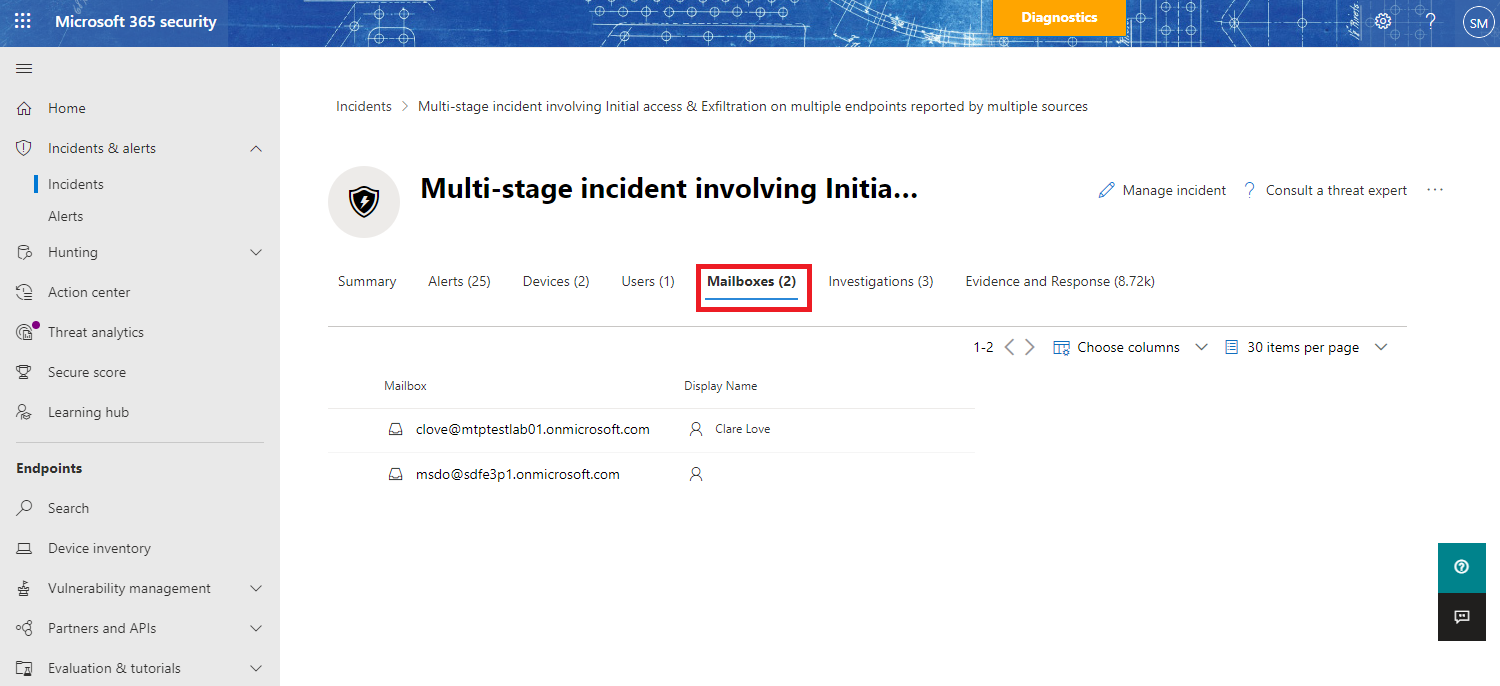 Microsoft 365 security
Diagnostics
?
SM
Home
Incidents & alerts
Incidents
Alerts
Hunting
Action center
Threat analytics
Secure score
Learning hub
Endpoints
Search
Device inventory
Vulnerability management
Partners and APIs
Evaluation & tutorials
Incidents > Multi-stage incident involving Initial access & Exfiltration on multiple endpoints reported by multiple sources
Multi-stage incident involving Initia...
Manage incident ? Consult a threat expert ...
Summary Alerts (25) Devices (2) Users (1) Mailboxes (2) Investigations (3) Evidence and Response (8.72k)
1-2 Choose columns 30 items per page
Mailbox Display Name
clove@mtptestlab01.onmicrosoft.com Clare Love
msdo@sdfe3p1.onmicrosoft.com